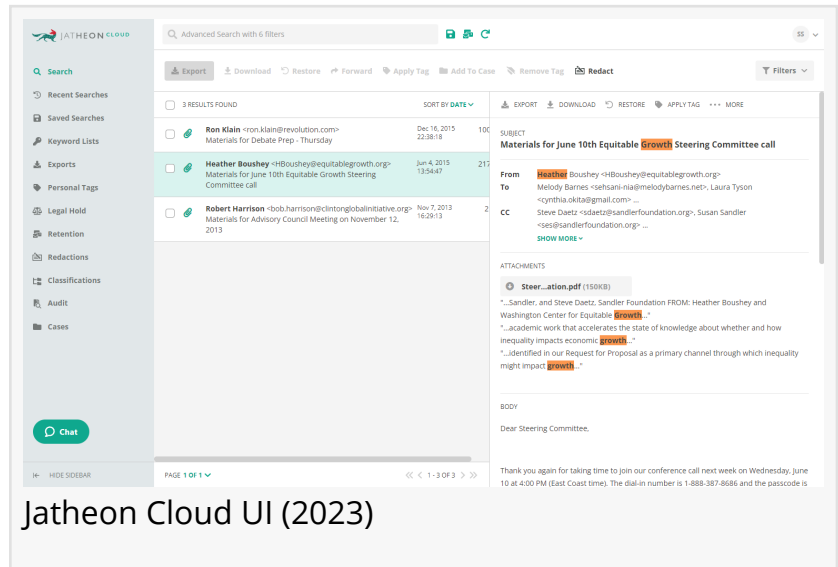 JATHEON CLOUD
Advanced Search with 6 filters
SS
Search
Recent Searches
Saved Searches
Keyword Lists
Exports
Personal Tags
Legal Hold
Retention
Redactions
Classifications
Audit
Cases
Chat
HIDE SIDEBAR
Export Download Restore Forward Apply Tag Add To Case Remove Tag Redact Filters
3 RESULTS FOUND SORT BY DATE
Ron Klain <ron.klain@revolution.com> Dec 16, 2015 100
Materials for Debate Prep - Thursday 22:38:18
Heather Boushey <HBoushey@equitablegrowth.org> Jun 4, 2015 217
Materials for June 10th Equitable Growth Steering 13:54:47
Committee call
Robert Harrison <bob.harrison@clintonglobalinitiative.org> Nov 7, 2013 2
Materials for Advisory Council Meeting on November 12, 16:29:13
2013
PAGE 1 OF 1 1 - 3 OF 3
EXPORT DOWNLOAD RESTORE APPLY TAG MORE
SUBJECT
Materials for June 10th Equitable Growth Steering Committee call
From Heather Boushey <HBoushey@equitablegrowth.org>
To Melody Barnes <sehsani-nia@melodybarnes.net>, Laura Tyson
<cynthia.okita@gmail.com> ...
CC Steve Daetz <sdaetz@sandlerfoundation.org>, Susan Sandler
<ses@sandlerfoundation.org> ...
SHOW MORE
ATTACHMENTS
Steer...ation.pdf (150KB)
"...Sandler, and Steve Daetz, Sandler Foundation FROM: Heather Boushey and
Washington Center for Equitable Growth..."
"...academic work that accelerates the state of knowledge about whether and how
inequality impacts economic growth..."
"...identified in our Request for Proposal as a primary channel through which inequality
might impact growth..."
BODY
Dear Steering Committee,
Thank you again for taking time to join our conference call next week on Wednesday, June
10 at 4:00 PM (East Coast time). The dial-in number is 1-888-387-8686 and the passcode is
Jatheon Cloud UI (2023)